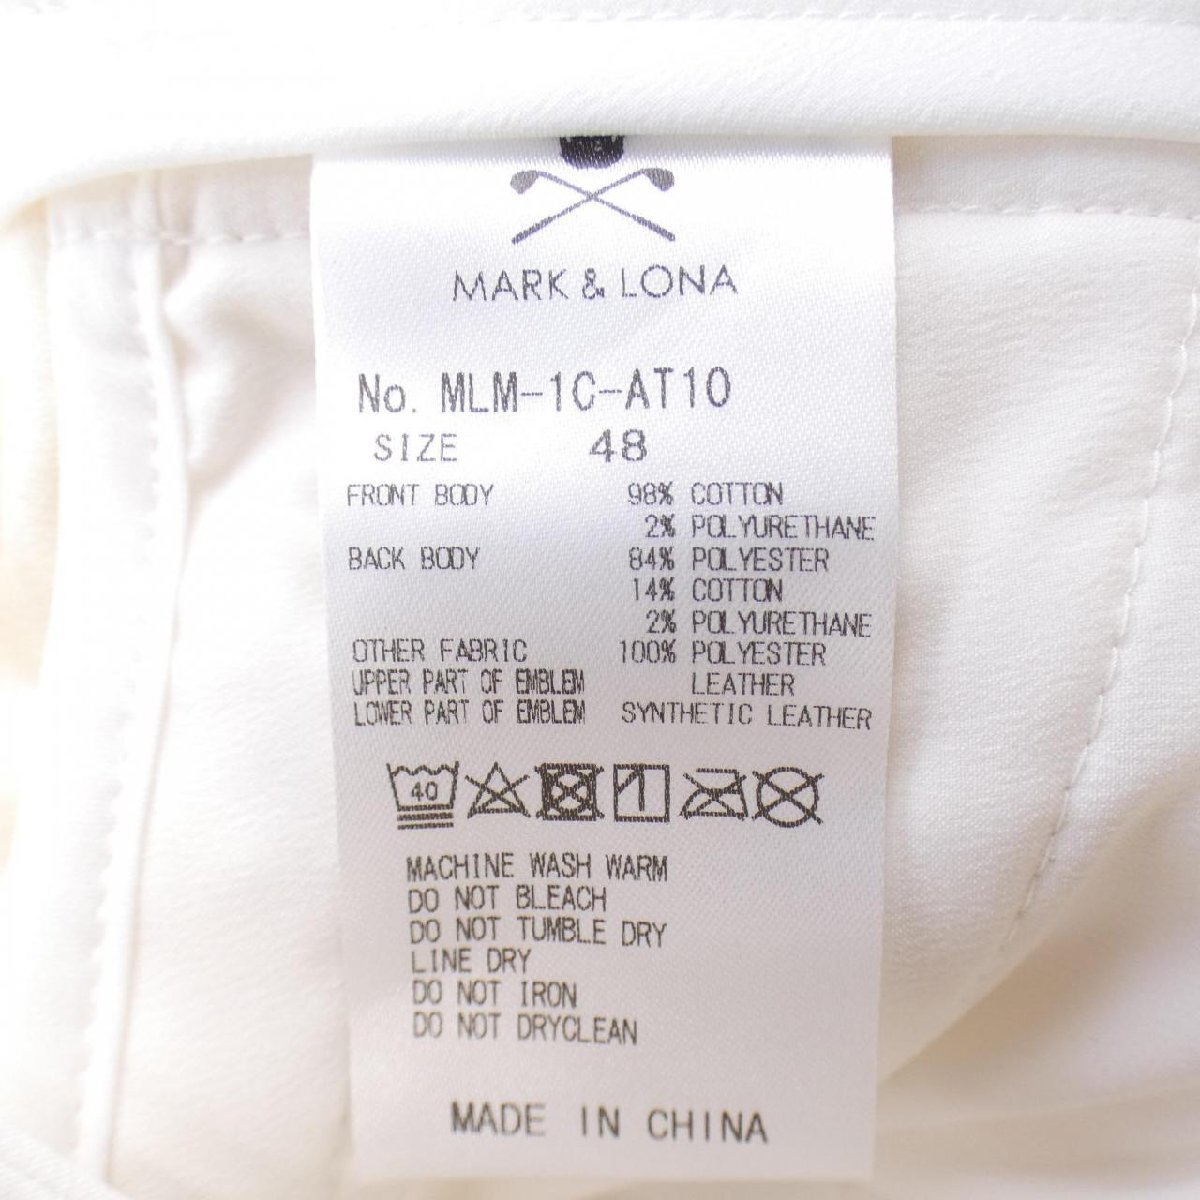 MARK & LONA
No. MLM-1C-AT10
SIZE 48
FRONT BODY 98% COTTON
2% POLYURETHANE
BACK BODY 84% POLYESTER
14% COTTON
2% POLYURETHANE
OTHER FABRIC 100% POLYESTER
UPPER PART OF EMBLEM LEATHER
LOWER PART OF EMBLEM SYNTHETIC LEATHER
40
MACHINE WASH WARM
DO NOT BLEACH
DO NOT TUMBLE DRY
LINE DRY
DO NOT IRON
DO NOT DRYCLEAN
MADE IN CHINA